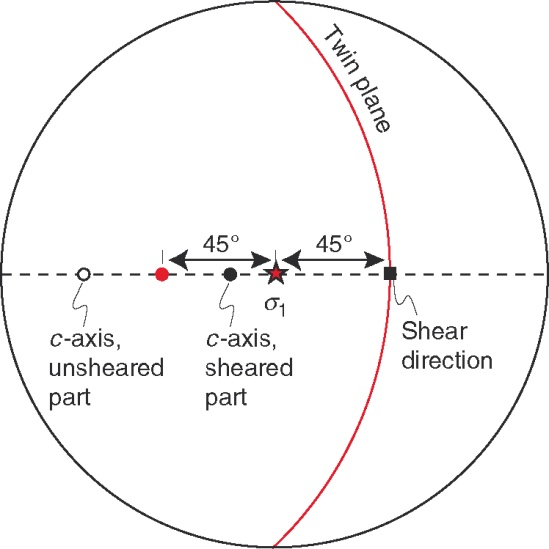 Twin plane
45°
45°
σ1
c-axis,
unsheared
part
c-axis,
sheared
part
Shear
direction